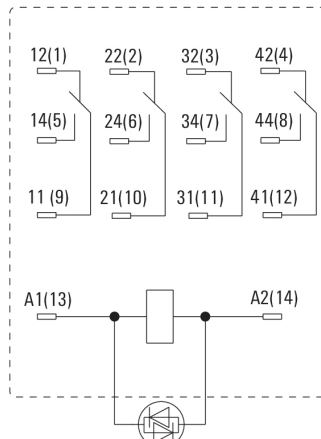 12(1) 22(2) 32(3) 42(4)
14(5) 24(6) 34(7) 44(8)
11 (9) 21(10) 31(11) 41(12)
A1(13) A2(14)